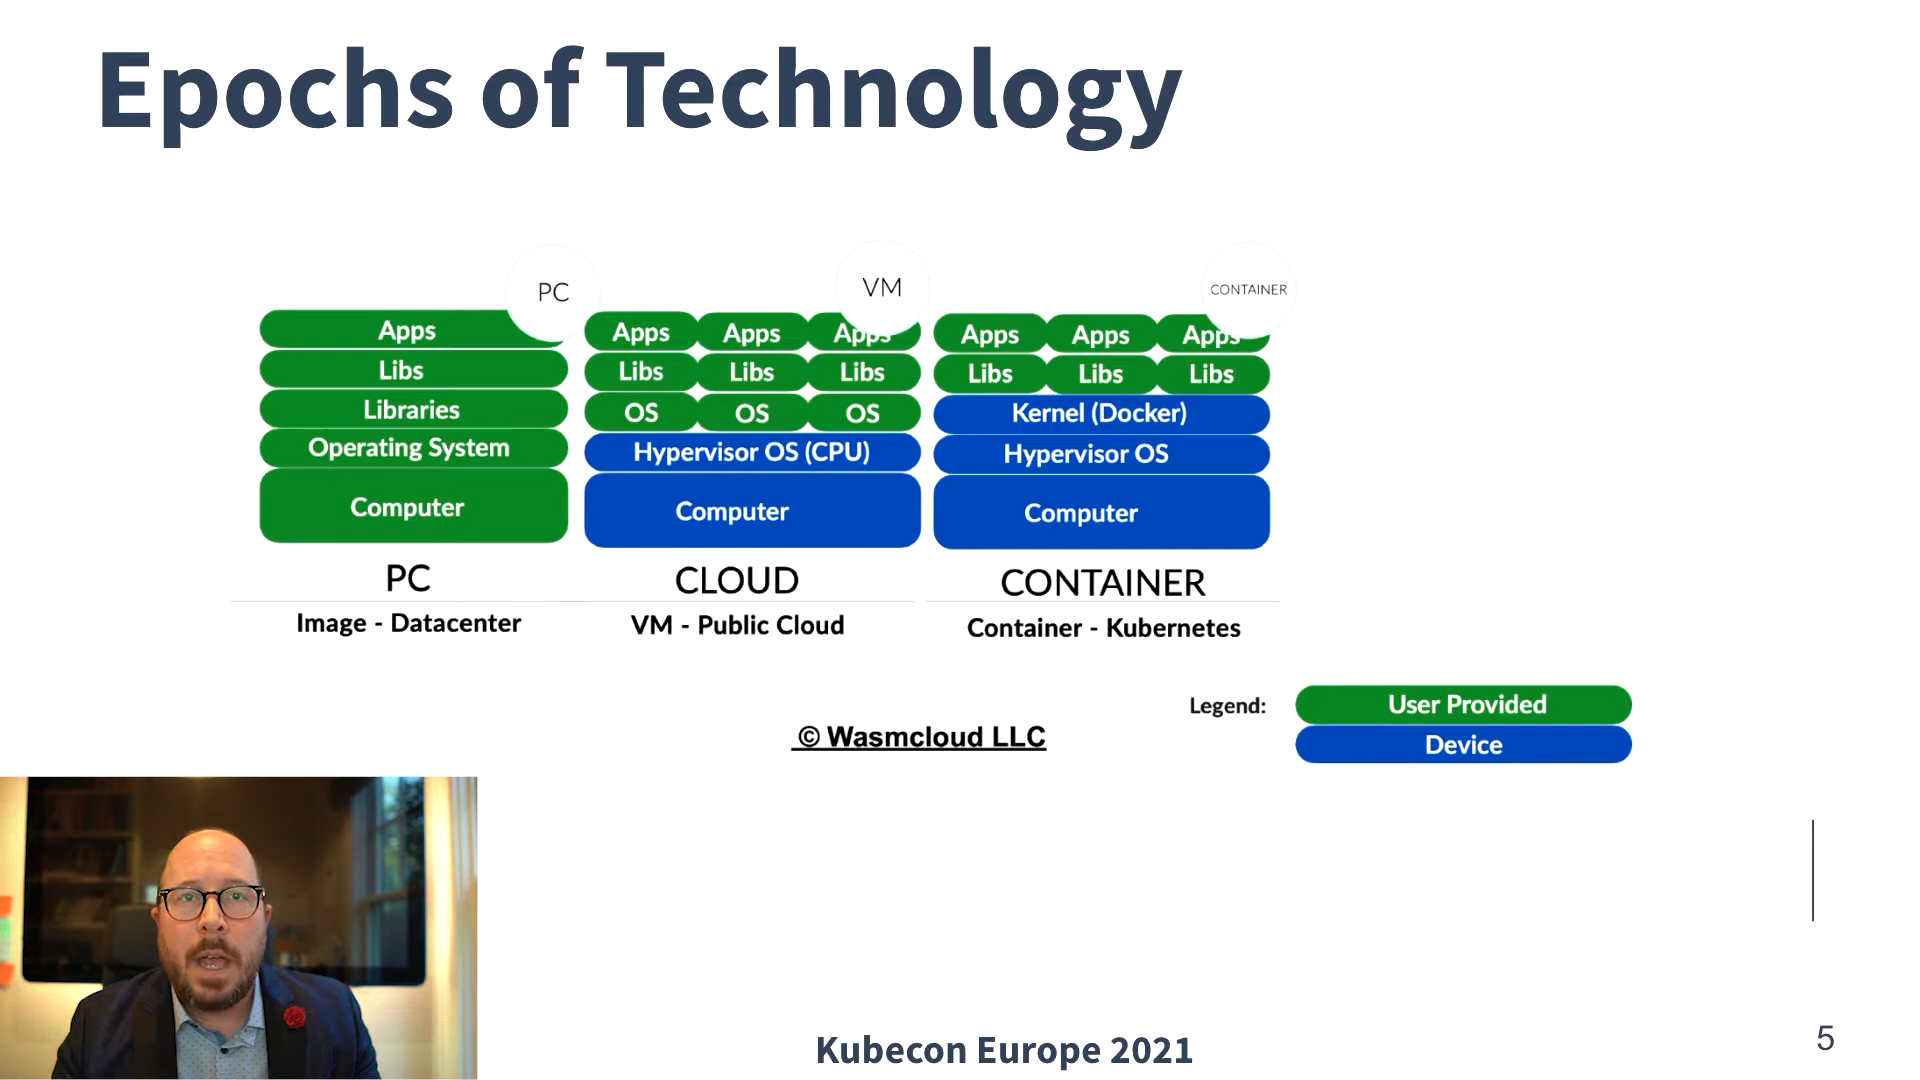 Epochs of Technology
PC
VM
CONTAINER
Apps
Libs
Libraries
Operating System
Computer
PC
Image - Datacenter
Apps Apps Apps
Libs Libs Libs
OS OS OS
Hypervisor OS (CPU)
Computer
CLOUD
VM - Public Cloud
Apps Apps Apps
Libs Libs Libs
Kernel (Docker)
Hypervisor OS
Computer
CONTAINER
Container - Kubernetes
Legend:
User Provided
Device
© Wasmcloud LLC
Kubecon Europe 2021
5